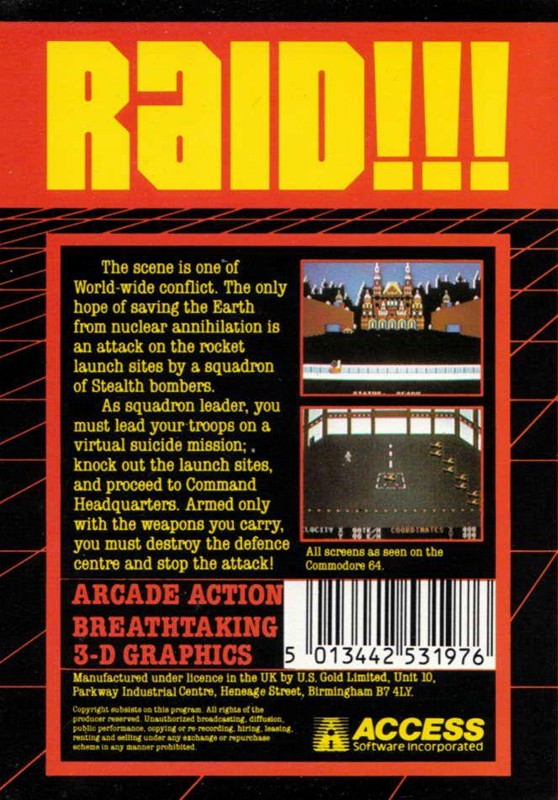 RaID!!!
The scene is one of
World-wide conflict. The only
hope of saving the Earth
from nuclear annihilation is
an attack on the rocket
launch sites by a squadron
of Stealth bombers.
As squadron leader, you
must lead your troops on a
virtual suicide mission;
knock out the launch sites,
and proceed to Command
Headquarters. Armed only
with the weapons you carry,
you must destroy the defence
centre and stop the attack!
COORDINATES
All screens as seen on the
Commodore 64.
ARCADE ACTION
BREATHTAKING
3-D GRAPHICS
5 013442 531976
Manufactured under licence in the UK by U.S. Gold Limited, Unit 10,
Parkway Industrial Centre, Heneage Street, Birmingham B7 4LY.
Copyright subsists on this program. All rights of the
producer reserved. Unauthorized broadcasting, diffusion,
public performance, copying or re-recording, hiring, leasing,
renting and selling under any exchange or repurchase
scheme in any manner prohibited.
ACCESS
Software Incorporated